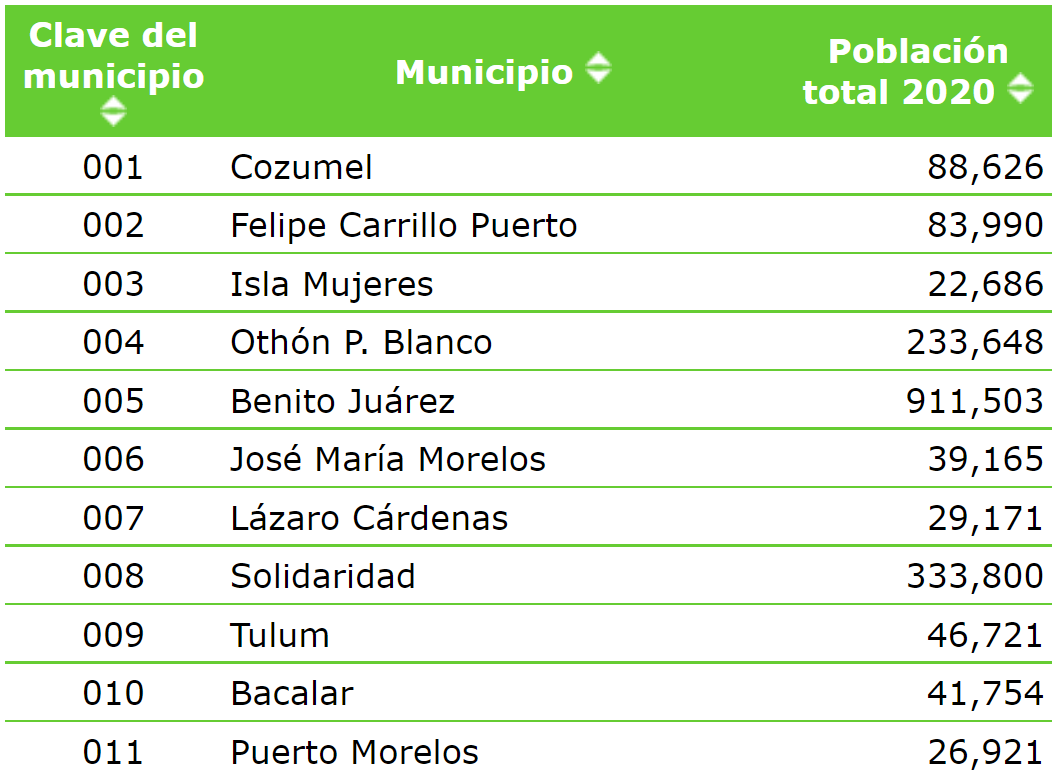 Clave del municipio Municipio Población total 2020
001 Cozumel 88,626
002 Felipe Carrillo Puerto 83,990
003 Isla Mujeres 22,686
004 Othón P. Blanco 233,648
005 Benito Juárez 911,503
006 José María Morelos 39,165
007 Lázaro Cárdenas 29,171
008 Solidaridad 333,800
009 Tulum 46,721
010 Bacalar 41,754
011 Puerto Morelos 26,921